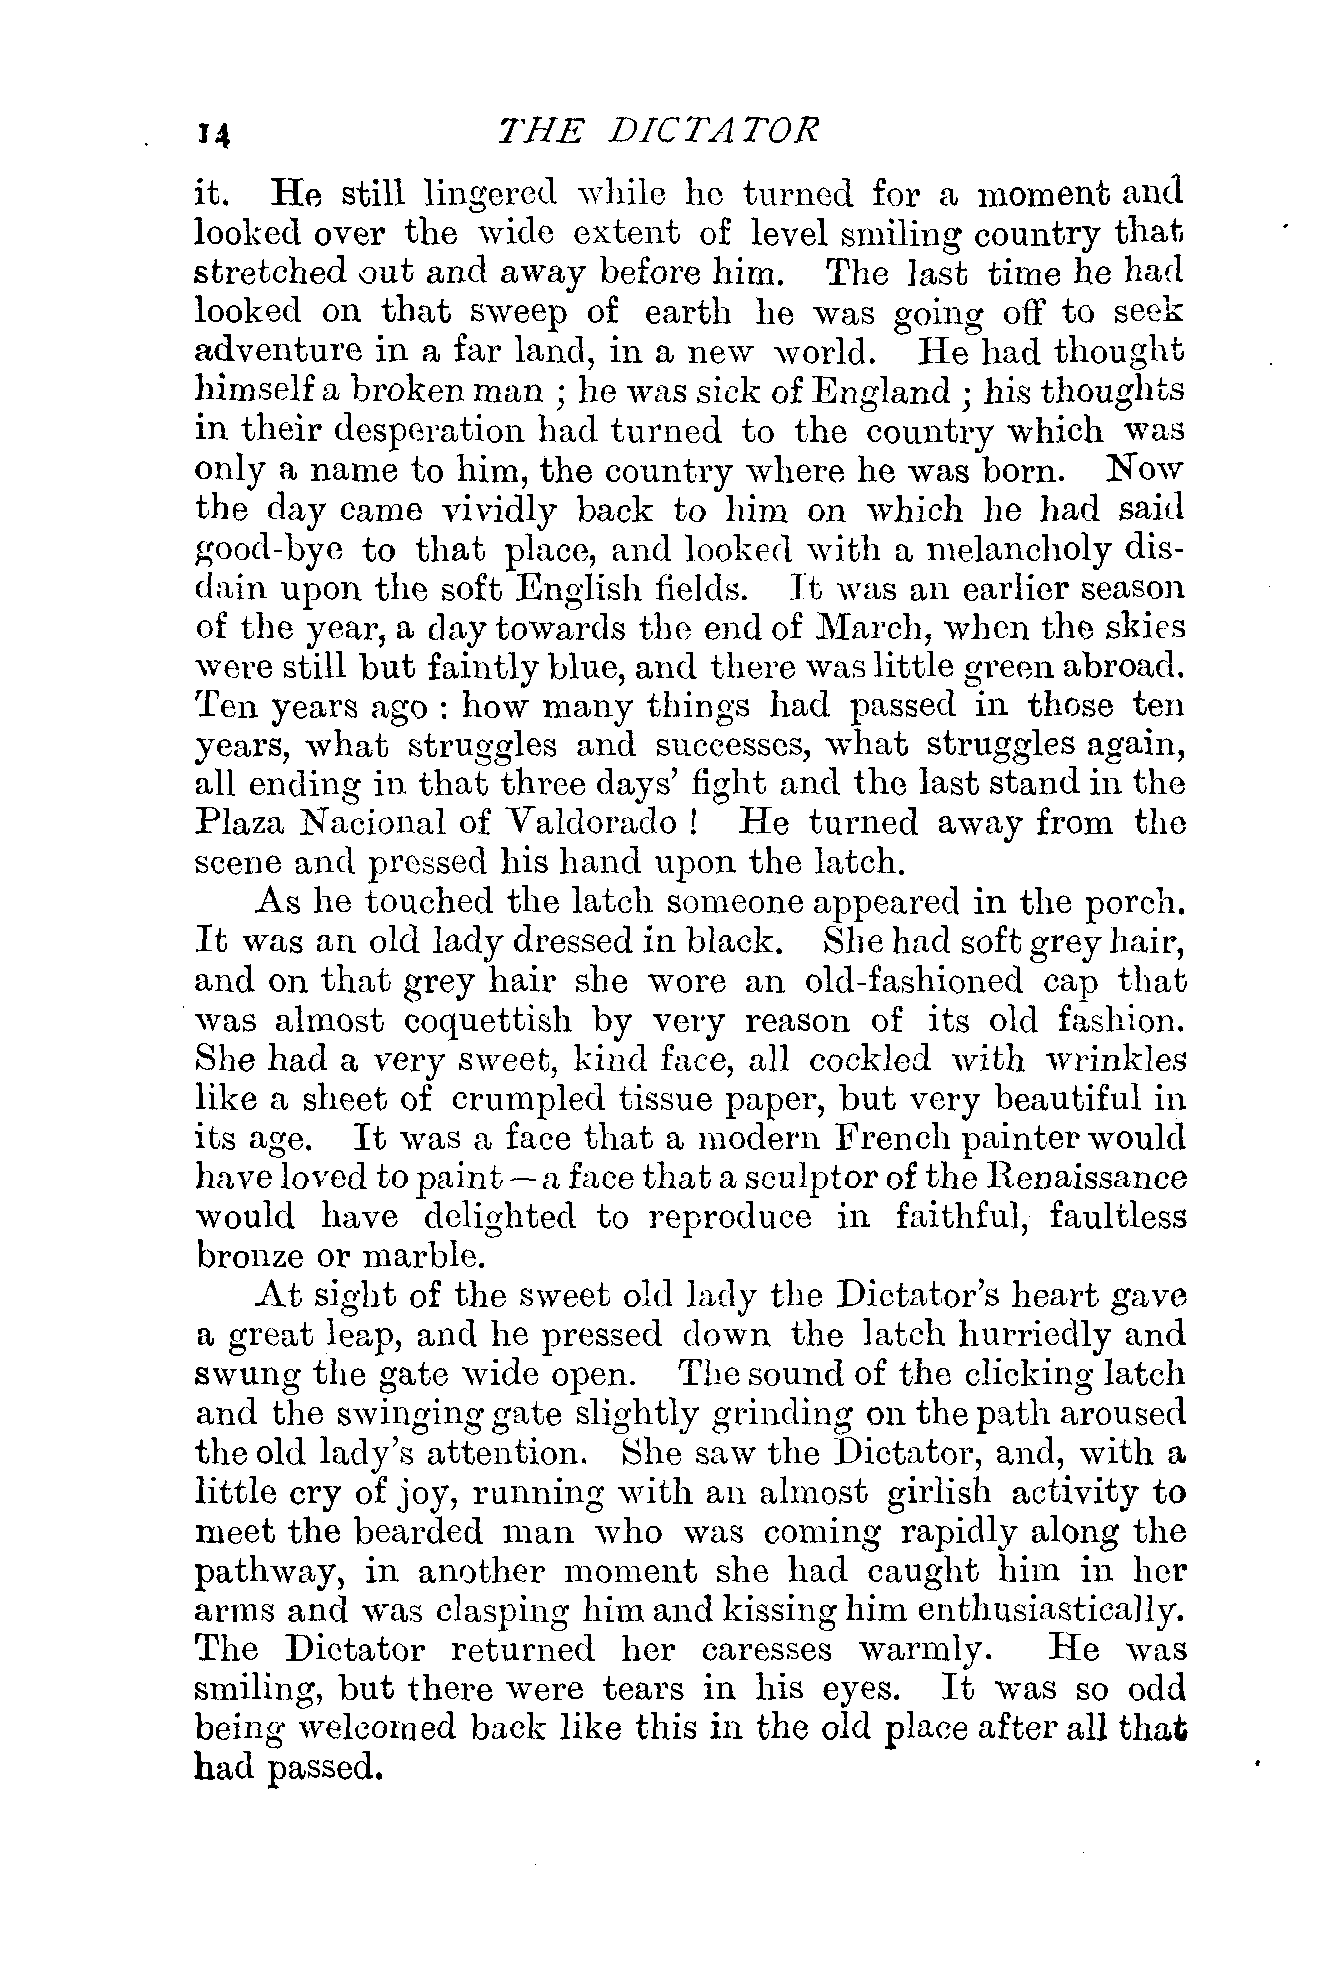 14 THE DICTATOR
it. He still lingered while he turned for a moment and
looked over the wide extent of level smiling country that
stretched out and away before him. The last time he had
looked on that sweep of earth he was going off to seek
adventure in a far land, in a new world. He had thought
himself a broken man ; he was sick of England ; his thoughts
in their desperation had turned to the country which was
only a name to him, the country where he was born. Now
the day came vividly back to him on which he had said
good-bye to that place, and looked with a melancholy dis-
dain upon the soft English fields. It was an earlier season
of the year, a day towards the end of March, when the skies
were still but faintly blue, and there was little green abroad.
Ten years ago : how many things had passed in those ten
years, what struggles and successes, what struggles again,
all ending in that three days' fight and the last stand in the
Plaza Nacional of Valdorado ! He turned away from the
scene and pressed his hand upon the latch.
As he touched the latch someone appeared in the porch.
It was an old lady dressed in black. She had soft grey hair,
and on that grey hair she wore an old-fashioned cap that
was almost coquettish by very reason of its old fashion.
She had a very sweet, kind face, all cockled with wrinkles
like a sheet of crumpled tissue paper, but very beautiful in
its age. It was a face that a modern French painter would
have loved to paint—a face that a sculptor of the Renaissance
would have delighted to reproduce in faithful, faultless
bronze or marble.
At sight of the sweet old lady the Dictator's heart gave
a great leap, and he pressed down the latch hurriedly and
swung the gate wide open. The sound of the clicking latch
and the swinging gate slightly grinding on the path aroused
the old lady's attention. She saw the Dictator, and, with a
little cry of joy, running with an almost girlish activity to
meet the bearded man who was coming rapidly along the
pathway, in another moment she had caught him in her
arms and was clasping him and kissing him enthusiastically.
The Dictator returned her caresses warmly. He was
smiling, but there were tears in his eyes. It was so odd
being welcomed back like this in the old place after all that
had passed.